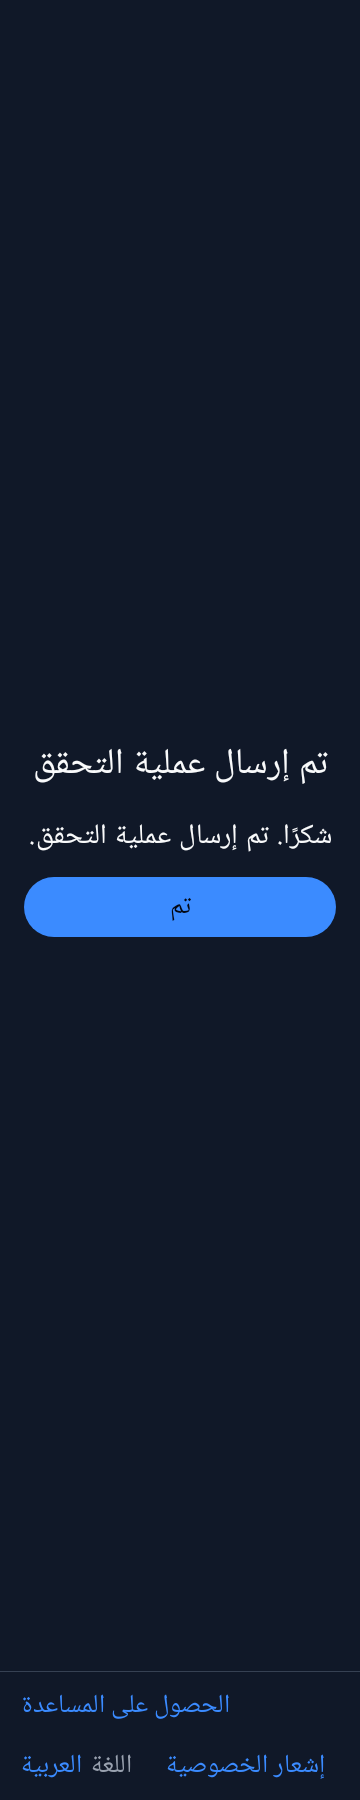 تم إرسال عملية التحقق
شكرًا. تم إرسال عملية التحقق.
تم
الحصول على المساعدة
إشعار الخصوصية اللغة العربية